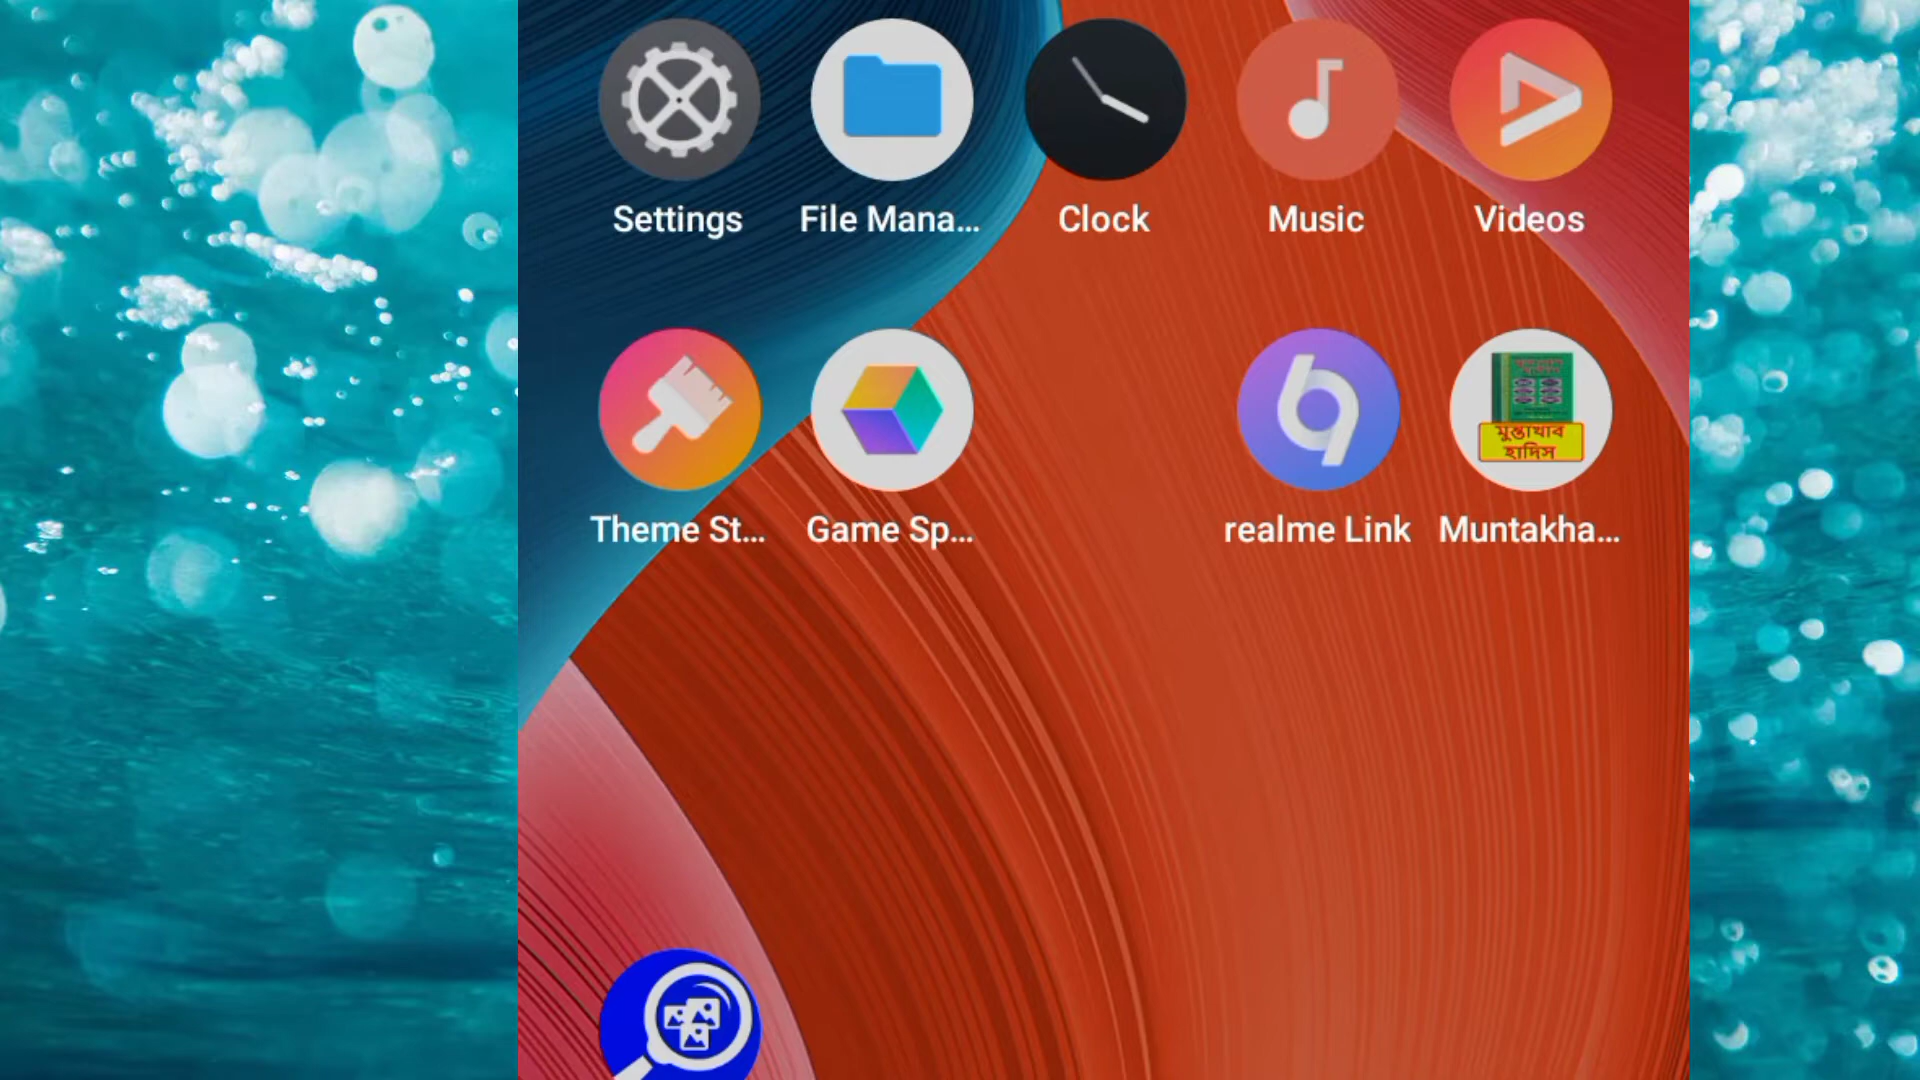 Settings
File Mana...
Clock
Music
Videos
মুন্তাখাব
হাদিস
Theme St...
Game Sp...
realme Link
Muntakha...